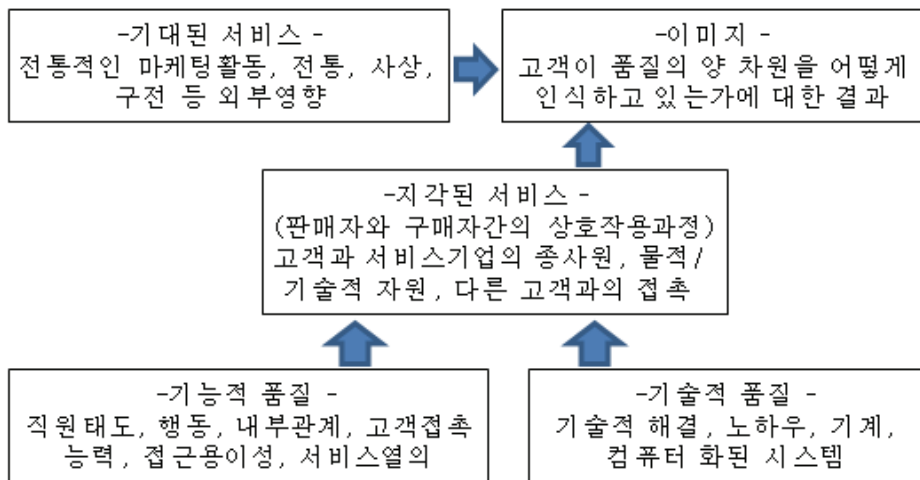 -기대된 서비스 -
전통적인 마케팅활동, 전통, 사상,
구전 등 외부영향
-이미지 -
고객이 품질의 양 차원을 어떻게
인식하고 있는가에 대한 결과
-지각된 서비스 -
(판매자와 구매자간의 상호작용과정)
고객과 서비스기업의 종사원, 물적/
기술적 자원, 다른 고객과의 접촉
-기능적 품질 -
직원태도, 행동, 내부관계, 고객접촉
능력, 접근용이성, 서비스열의
-기술적 품질 -
기술적 해결, 노하우, 기계,
컴퓨터 화된 시스템